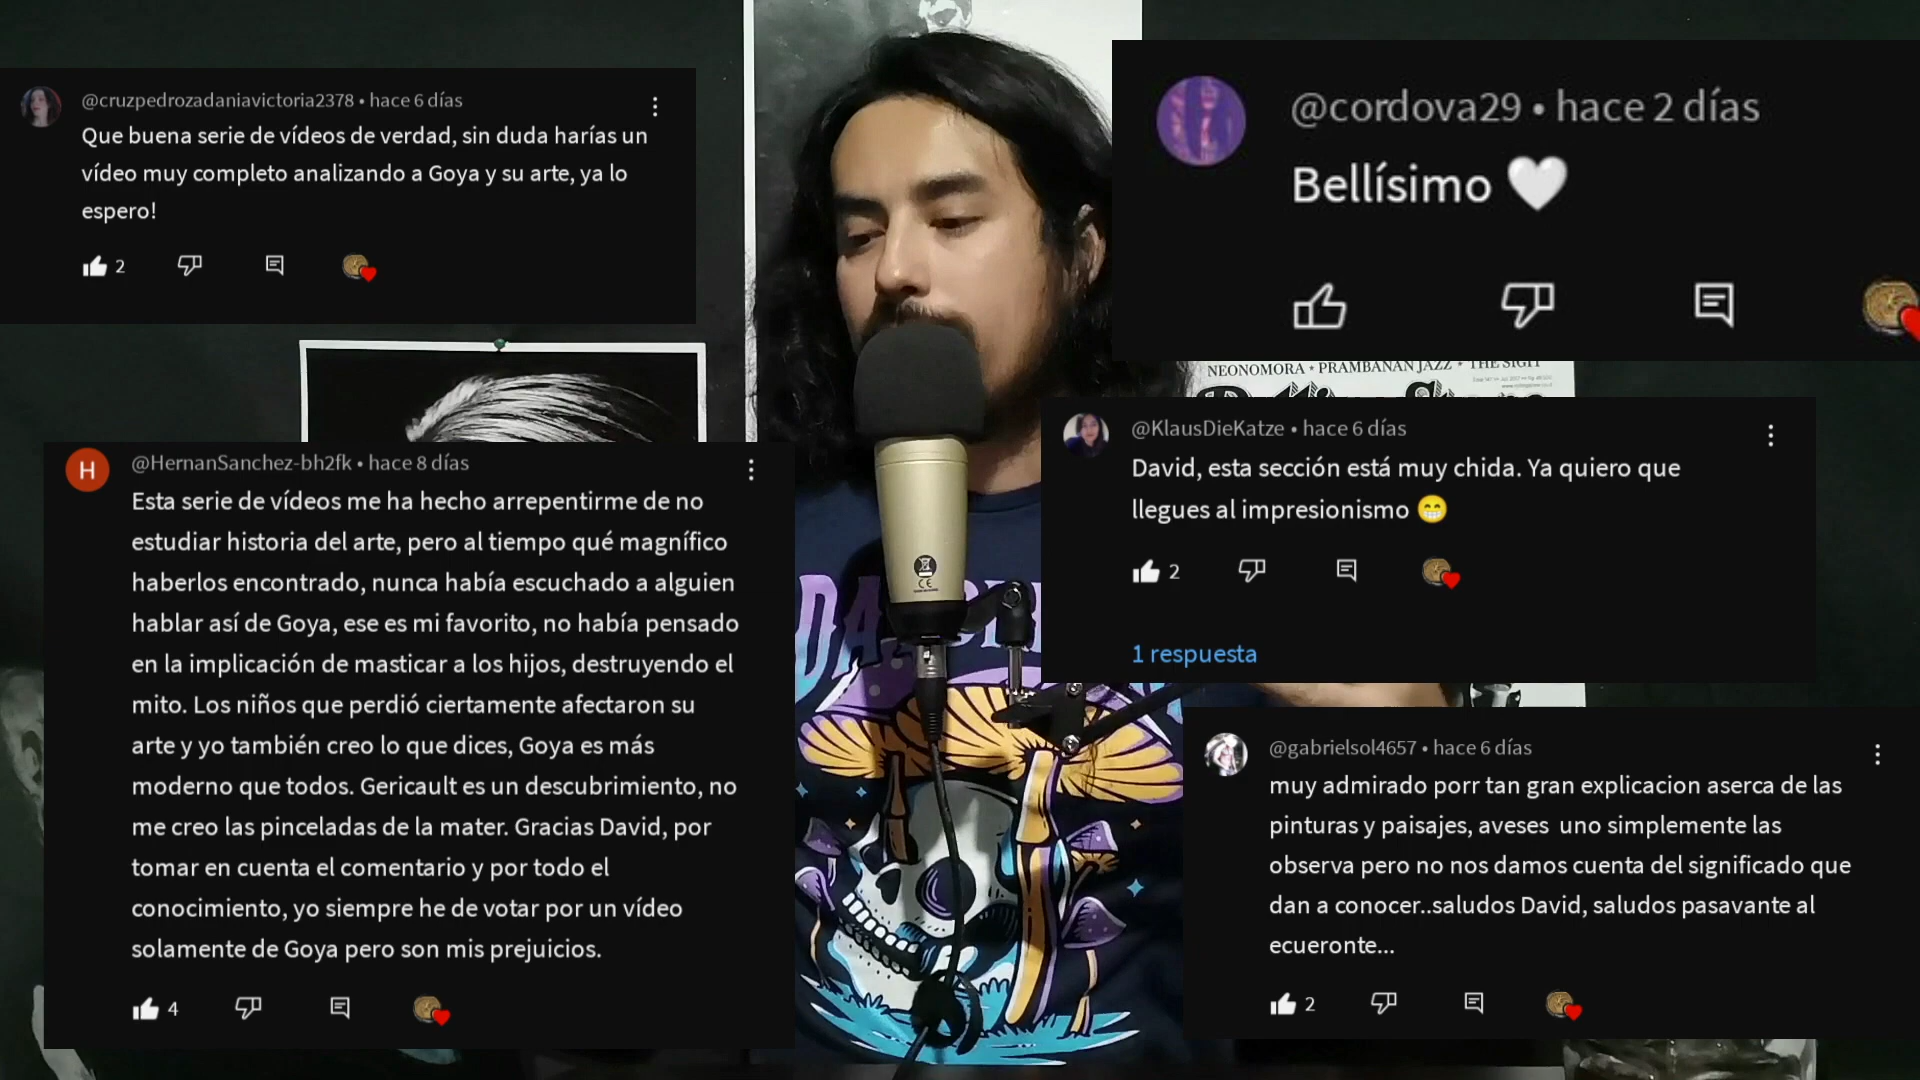 @cruzpedrozadaniavictoria2378 • hace 6 días
Que buena serie de vídeos de verdad, sin duda harías un
vídeo muy completo analizando a Goya y su arte, ya lo
espero!
2
@cordova29 • hace 2 días
Bellísimo 🤍
NEONOMORA ★ PRAMBANAN JAZZ ★ THE SIGIT
H
@HernanSanchez-bh2fk • hace 8 días
Esta serie de vídeos me ha hecho arrepentirme de no
estudiar historia del arte, pero al tiempo qué magnífico
haberlos encontrado, nunca había escuchado a alguien
hablar así de Goya, ese es mi favorito, no había pensado
en la implicación de masticar a los hijos, destruyendo el
mito. Los niños que perdió ciertamente afectaron su
arte y yo también creo lo que dices, Goya es más
moderno que todos. Gericault es un descubrimiento, no
me creo las pinceladas de la mater. Gracias David, por
tomar en cuenta el comentario y por todo el
conocimiento, yo siempre he de votar por un vídeo
solamente de Goya pero son mis prejuicios.
4
CE
@KlausDieKatze • hace 6 días
David, esta sección está muy chida. Ya quiero que
llegues al impresionismo 😁
2
1 respuesta
@gabrielsol4657 • hace 6 días
muy admirado porr tan gran explicacion aserca de las
pinturas y paisajes, aveses uno simplemente las
observa pero no nos damos cuenta del significado que
dan a conocer..saludos David, saludos pasavante al
ecueronte...
2